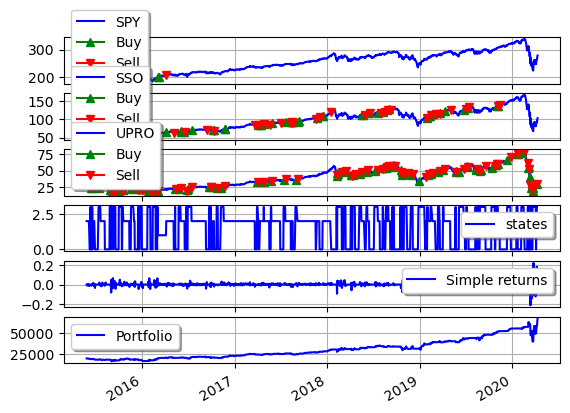 SPY
Buy
Sell
300
200
SSO
Buy
Sell
150
100
50
UPRO
Buy
Sell
75
50
25
states
2.5
0.0
Simple returns
0.2
0.0
−0.2
Portfolio
50000
25000
2016 2017 2018 2019 2020